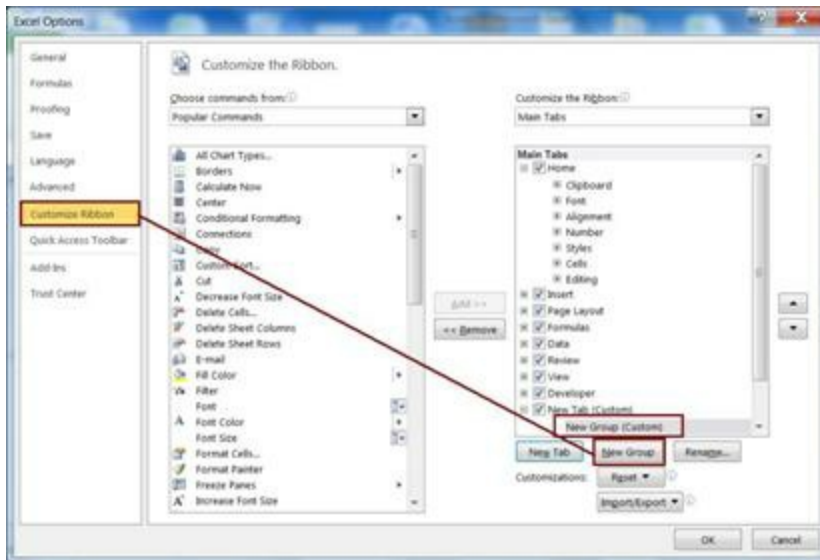 Excel Options
General
Formulas
Proofing
Save
Language
Advanced
Customize Ribbon
Quick Access Toolbar
Add-Ins
Trust Center
Customize the Ribbon.
Choose commands from:
Popular Commands
All Chart Types...
Borders
Calculate Now
Center
Conditional Formatting
Connections
Copy
Custom Sort...
Cut
Decrease Font Size
Delete Cells...
Delete Sheet Columns
Delete Sheet Rows
E-mail
Fill Color
Filter
Font
Font Color
Font Size
Format Cells...
Format Painter
Freeze Panes
Increase Font Size
Add >>
<< Remove
Customize the Ribbon:
Main Tabs
Main Tabs
Home
Clipboard
Font
Alignment
Number
Styles
Cells
Editing
Insert
Page Layout
Formulas
Data
Review
View
Developer
New Tab (Custom)
New Group (Custom)
New Tab
New Group
Rename...
Customizations:
Reset
Import/Export
OK
Cancel